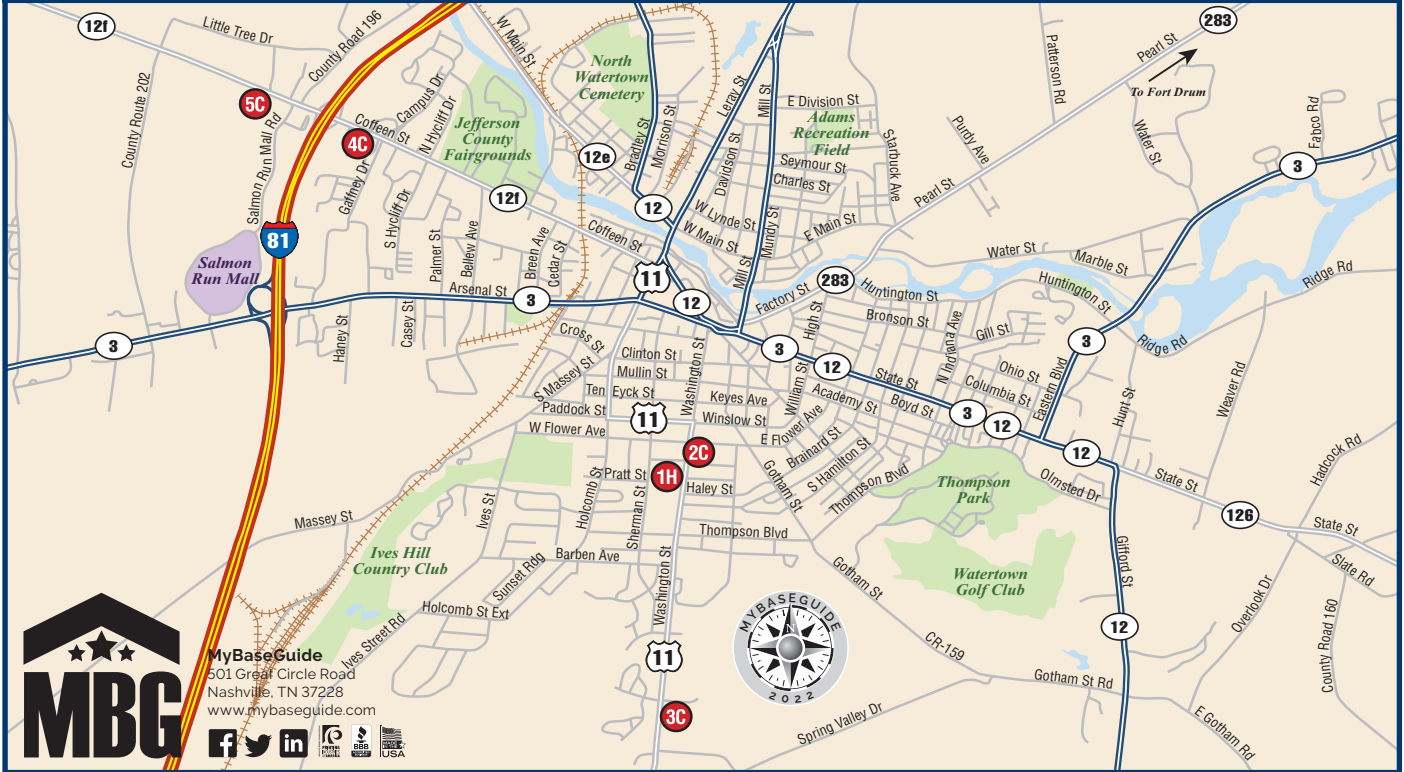 12f
Little Tree Dr
County Road 196
W Main St
283
Pearl St
To Fort Drum
Patterson Rd
North
Watertown
Cemetery
Leray St
Mill St
E Division St
Adams
Recreation
Field
Starbuck Ave
Purdy Ave
Water St
Fabco Rd
3
County Route 202
5C
Salmon Run Mall Rd
4C
Coffeen St
Campus Dr
N Hycliff Dr
Jefferson
County
Fairgrounds
12e
Bradley St
Morrison St
Davidson St
Seymour St
Charles St
Pearl St
Gaffney Dr
S Hycliff Dr
12f
12
W Lynde St
W Main St
Mundy St
E Main St
81
Salmon
Run Mall
Palmer St
Bellew Ave
Breen Ave
Cedar St
Coffeen St
11
12
Mill St
Factory St
283
Huntington St
Water St
Marble St
Huntington St
Ridge Rd
Arsenal St
3
3
Haney St
Casey St
Cross St
S Massey St
Clinton St
Mullin St
Ten Eyck St
Paddock St
W Flower Ave
Washington St
Keyes Ave
Winslow St
11
E Flower Ave
3
12
High St
William St
Bronson St
N Indiana Ave
Gill St
State St
Academy St
Boyd St
Ohio St
Columbia St
3
12
Eastern Blvd
3
Ridge Rd
Hunt St
Weaver Rd
12
Olmsted Dr
State St
126
Hadcock Rd
State St
Slate Rd
2C
1H
Pratt St
Haley St
Holcomb St
Sherman St
Ives St
Gotham St
Brainard St
S Hamilton St
Thompson Blvd
Thompson
Park
Thompson Blvd
Massey St
Ives Hill
Country Club
Barben Ave
Sunset Rdg
Holcomb St Ext
Ives Street Rd
Washington St
11
3C
Gotham St
Watertown
Golf Club
Gifford St
12
Overlook Dr
County Road 160
CR-159
Gotham St Rd
E Gotham Rd
Spring Valley Dr
MYBASEGUIDE
N
2022
MBG
MyBaseGuide
501 Great Circle Road
Nashville, TN 37228
www.mybaseguide.com
f
in
BBB
MADE IN THE
USA